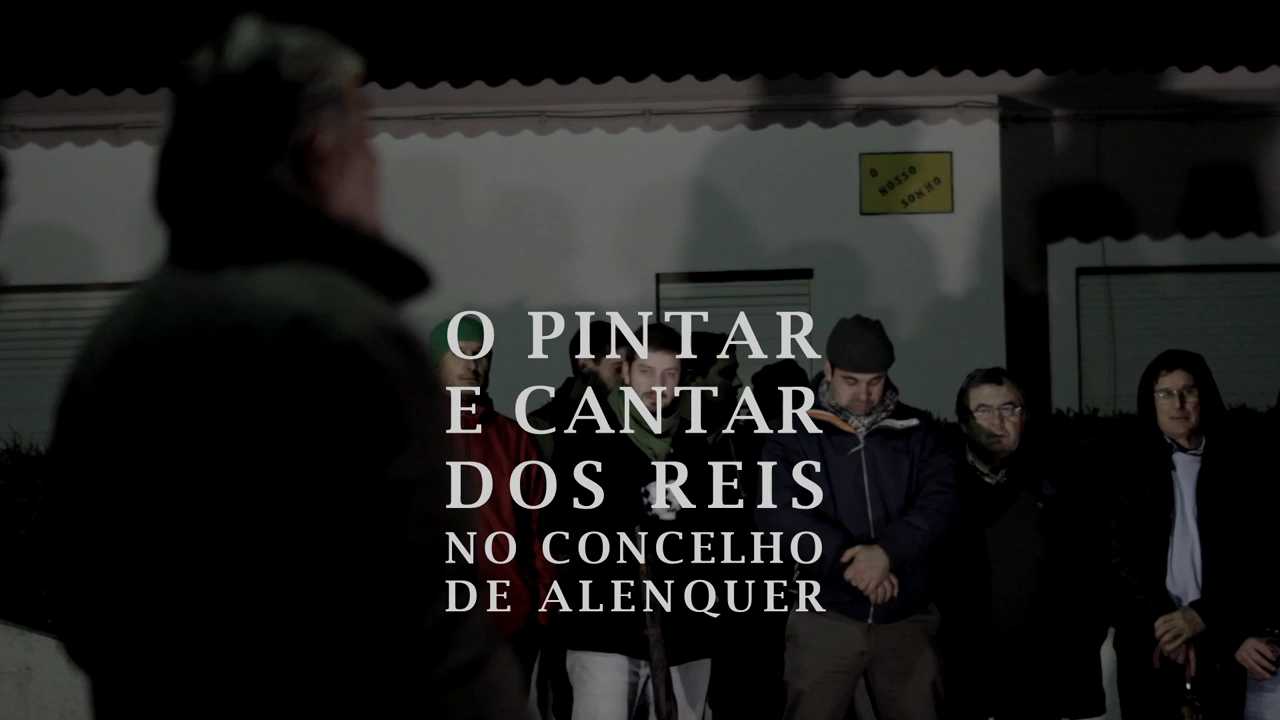 O
NOSSO
SONHO
O PINTAR
E CANTAR
DOS REIS
NO CONCELHO
DE ALENQUER